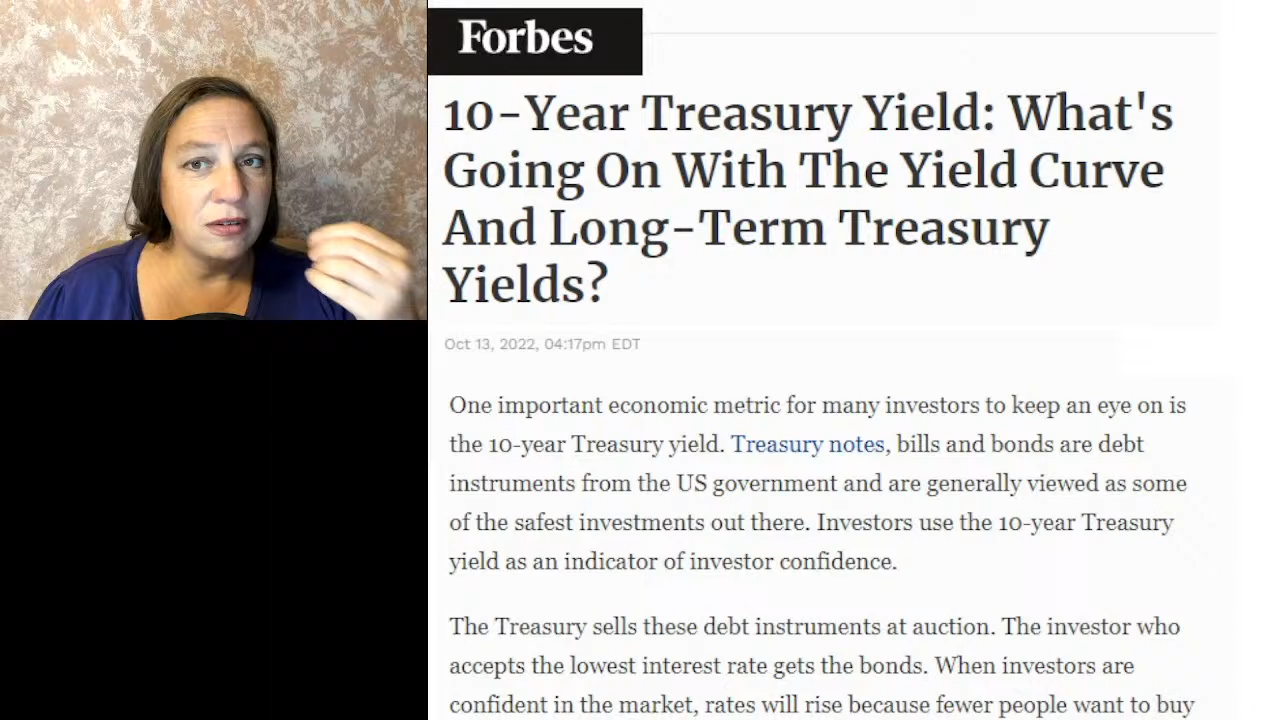 Forbes
10-Year Treasury Yield: What's
Going On With The Yield Curve
And Long-Term Treasury
Yields?
Oct 13, 2022, 04:17pm EDT
One important economic metric for many investors to keep an eye on is
the 10-year Treasury yield. Treasury notes, bills and bonds are debt
instruments from the US government and are generally viewed as some
of the safest investments out there. Investors use the 10-year Treasury
yield as an indicator of investor confidence.
The Treasury sells these debt instruments at auction. The investor who
accepts the lowest interest rate gets the bonds. When investors are
confident in the market, rates will rise because fewer people want to buy